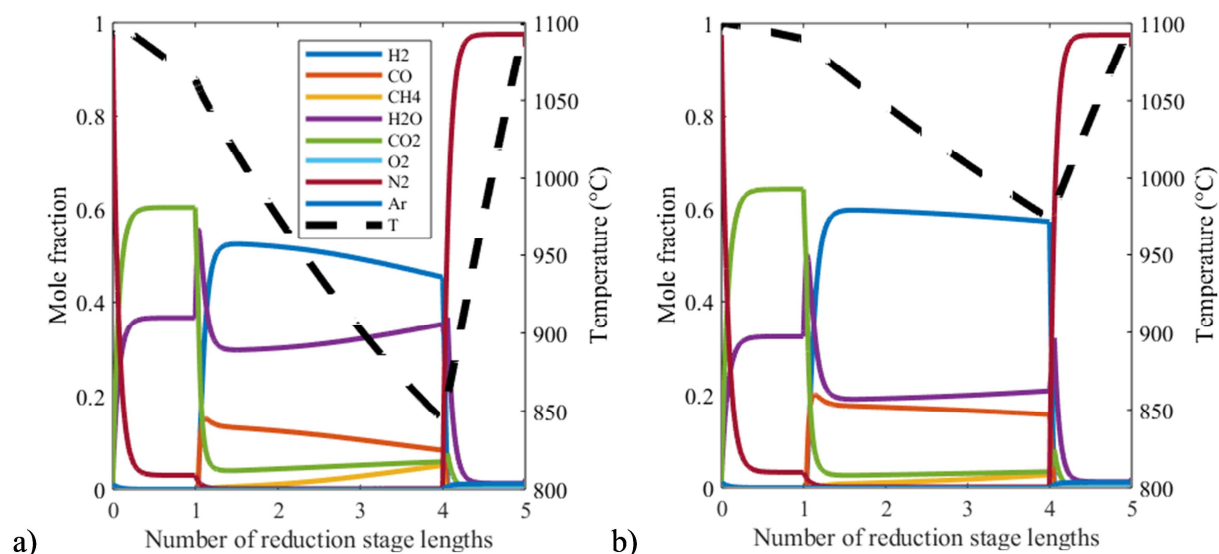 1
0.8
0.6
0.4
0.2
0
Mole fraction
0 1 2 3 4 5
Number of reduction stage lengths
1100
1050
1000
950
900
850
800
Temperature (°C)
H2
CO
CH4
H2O
CO2
O2
N2
Ar
T
a)
1
0.8
0.6
0.4
0.2
0
Mole fraction
0 1 2 3 4 5
Number of reduction stage lengths
1100
1050
1000
950
900
850
800
Temperature (°C)
b)